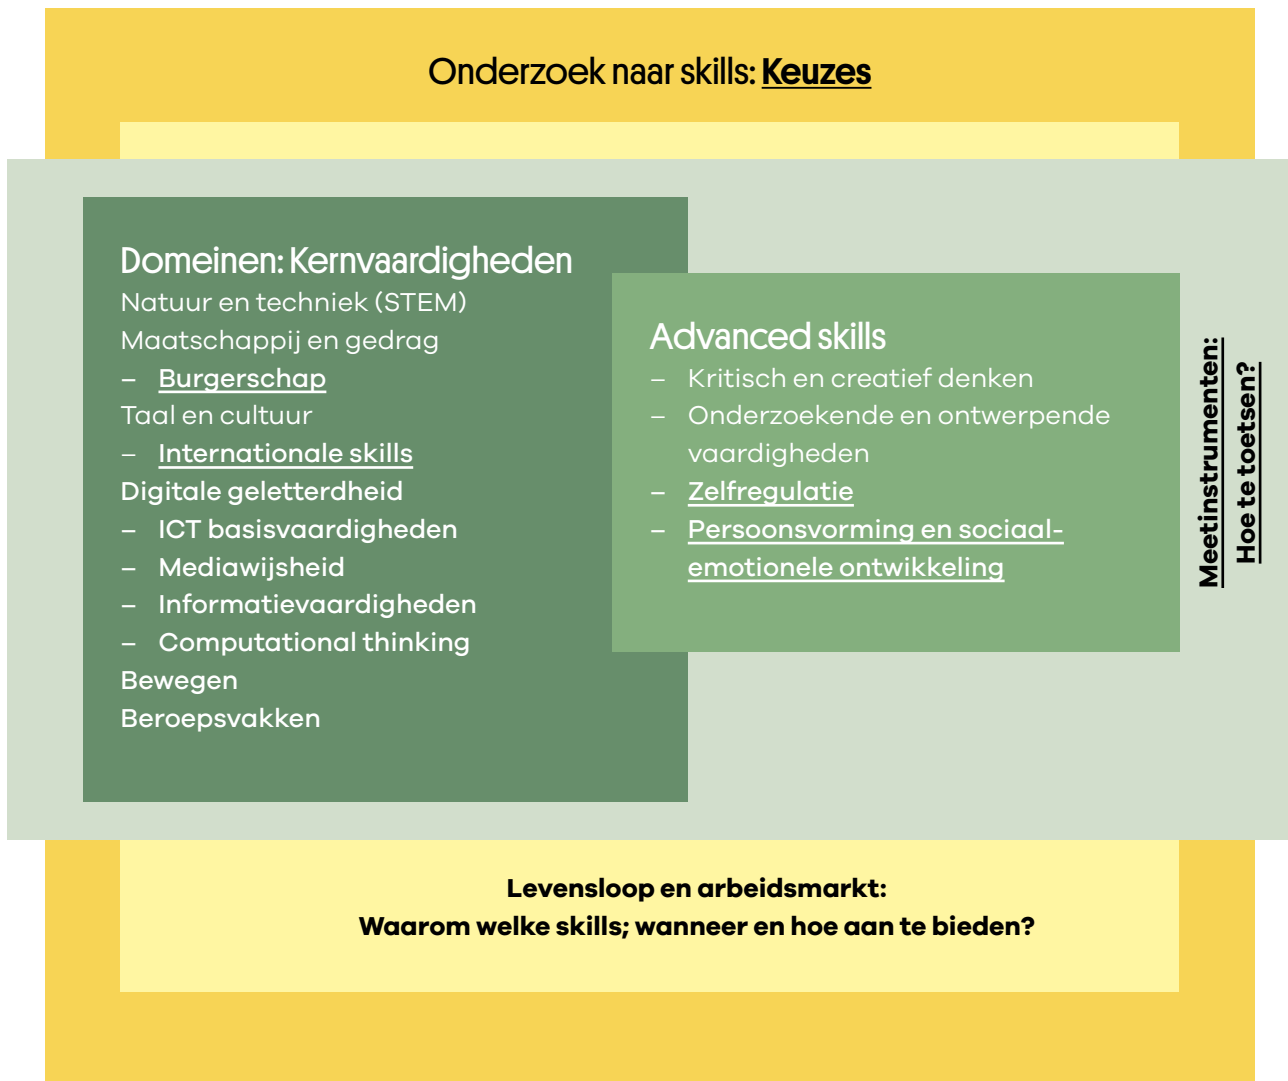 Onderzoek naar skills: Keuzes
Domeinen: Kernvaardigheden
Natuur en techniek (STEM)
Maatschappij en gedrag
– Burgerschap
Taal en cultuur
– Internationale skills
Digitale geletterdheid
– ICT basisvaardigheden
– Mediawijsheid
– Informatievaardigheden
– Computational thinking
Bewegen
Beroepsvakken
Advanced skills
– Kritisch en creatief denken
– Onderzoekende en ontwerpende
vaardigheden
– Zelfregulatie
– Persoonsvorming en sociaal-
emotionele ontwikkeling
Meetinstrumenten:
Hoe te toetsen?
Levensloop en arbeidsmarkt:
Waarom welke skills; wanneer en hoe aan te bieden?